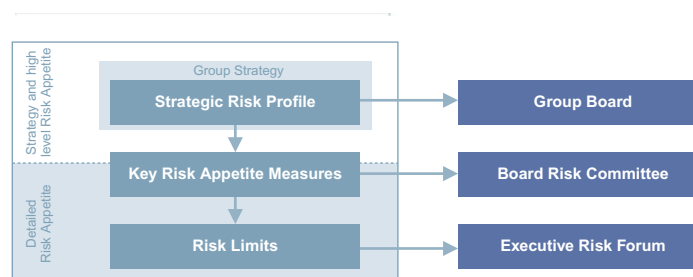 Strategy and high
level Risk Appetite
Group Strategy
Strategic Risk Profile
Group Board
Key Risk Appetite Measures
Board Risk Committee
Detailed
Risk Appetite
Risk Limits
Executive Risk Forum